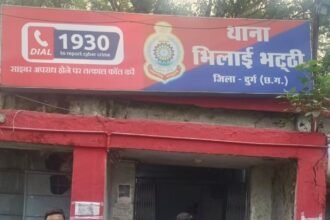 DIAL 1930
to report cyber crime
साइबर अपराध होने पर तत्काल कॉल करें
थाना
भिलाई भट्ठी
जिला - दुर्ग (छ.ग.)